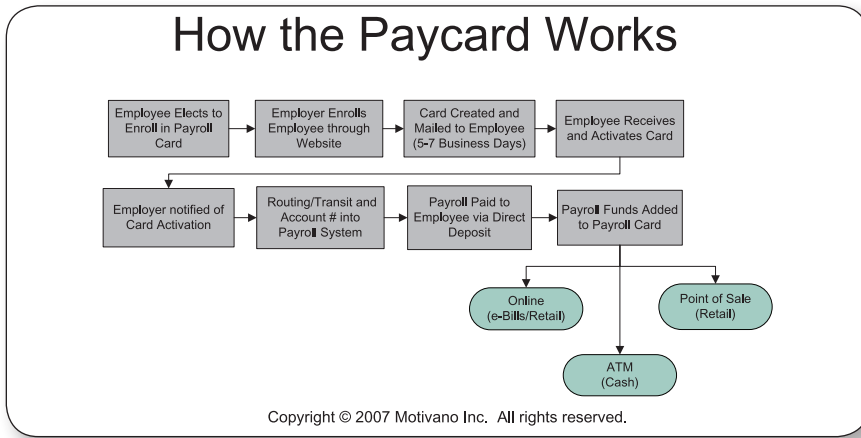 How the Paycard Works
Employee Elects to
Enroll in Payroll
Card
Employer Enrolls
Employee through
Website
Card Created and
Mailed to Employee
(5-7 Business Days)
Employee Receives
and Activates Card
Employer notified of
Card Activation
Routing/Transit and
Account # into
Payroll System
Payroll Paid to
Employee via Direct
Deposit
Payroll Funds Added
to Payroll Card
Online
(e-Bills/Retail)
Point of Sale
(Retail)
ATM
(Cash)
Copyright © 2007 Motivano Inc. All rights reserved.